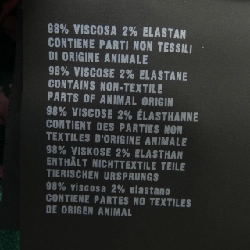 98% VISCOSA 2% ELASTAN
CONTIENE PARTI NON TESSILI
DI ORIGINE ANIMALE
98% VISCOSE 2% ELASTANE
CONTAINS NON-TEXTILE
PARTS OF ANIMAL ORIGIN
98% VISCOSE 2% ÉLASTHANNE
CONTIENT DES PARTIES NON
TEXTILES D'ORIGINE ANIMALE
98% VISKOSE 2% ELASTHAN
ENTHÄLT NICHTTEXTILE TEILE
TIERISCHEN URSPRUNGS
98% viscosa 2% elastano
CONTIENE PARTES NO TEXTILES
DE ORIGEN ANIMAL